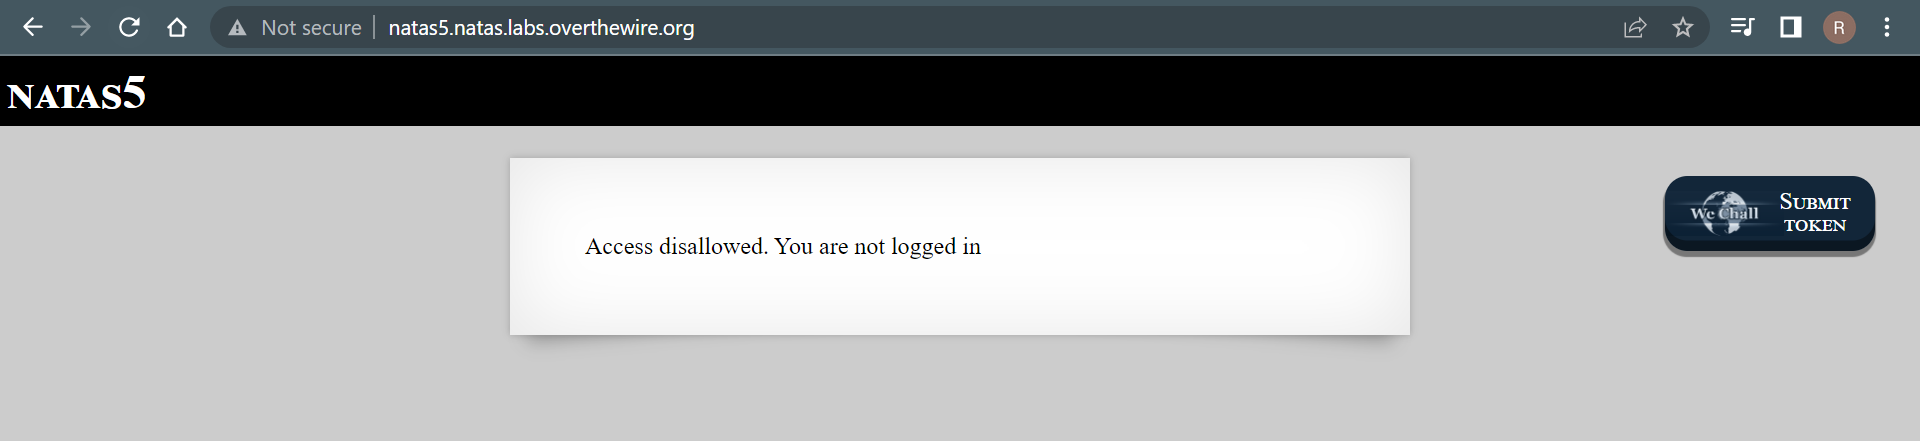 Not secure | natas5.natas.labs.overthewire.org
R
NATAS5
Access disallowed. You are not logged in
We Chall
SUBMIT
TOKEN